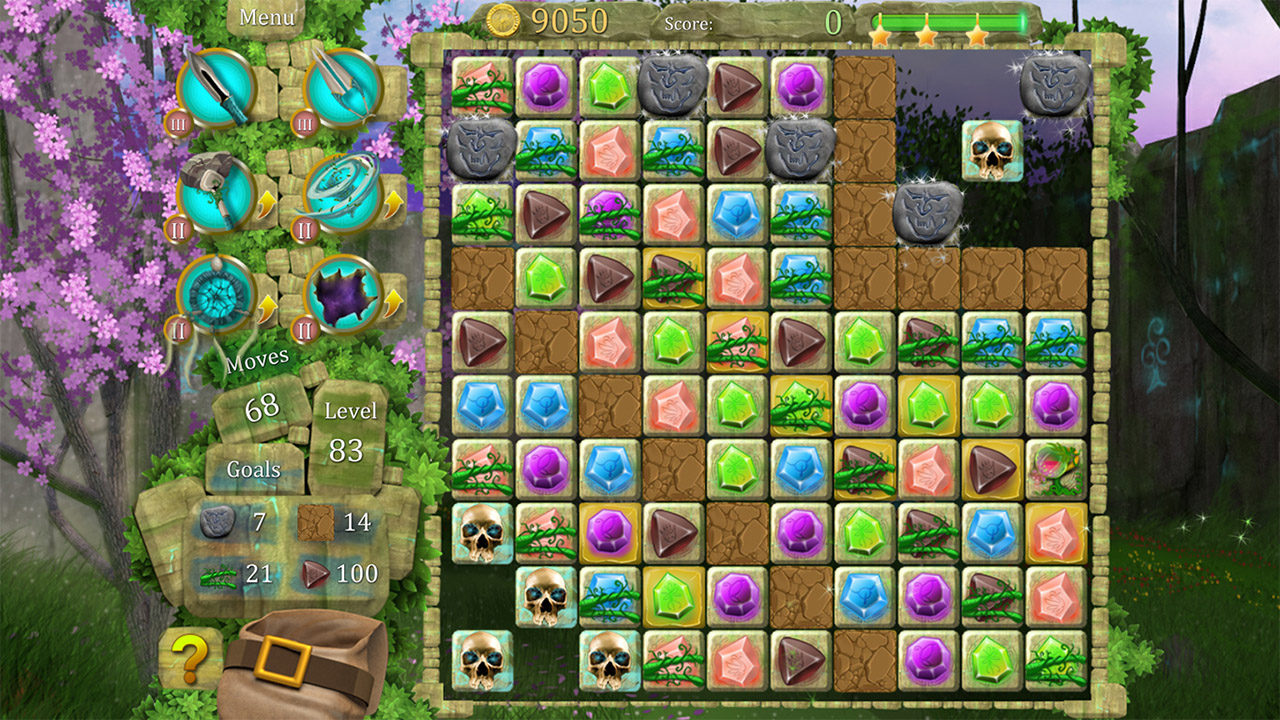 Menu
9050
Score:
0
III
III
II
II
II
II
Moves
68
Level
83
Goals
7
14
21
100
?